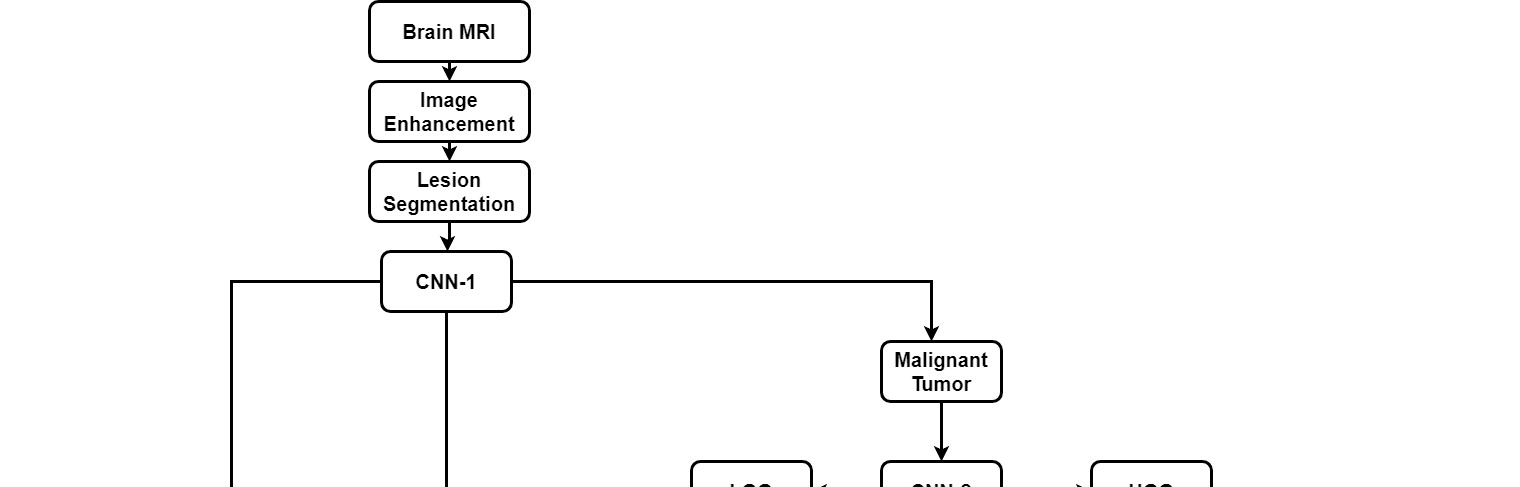 Brain MRI
Image
Enhancement
Lesion
Segmentation
CNN-1
Malignant
Tumor